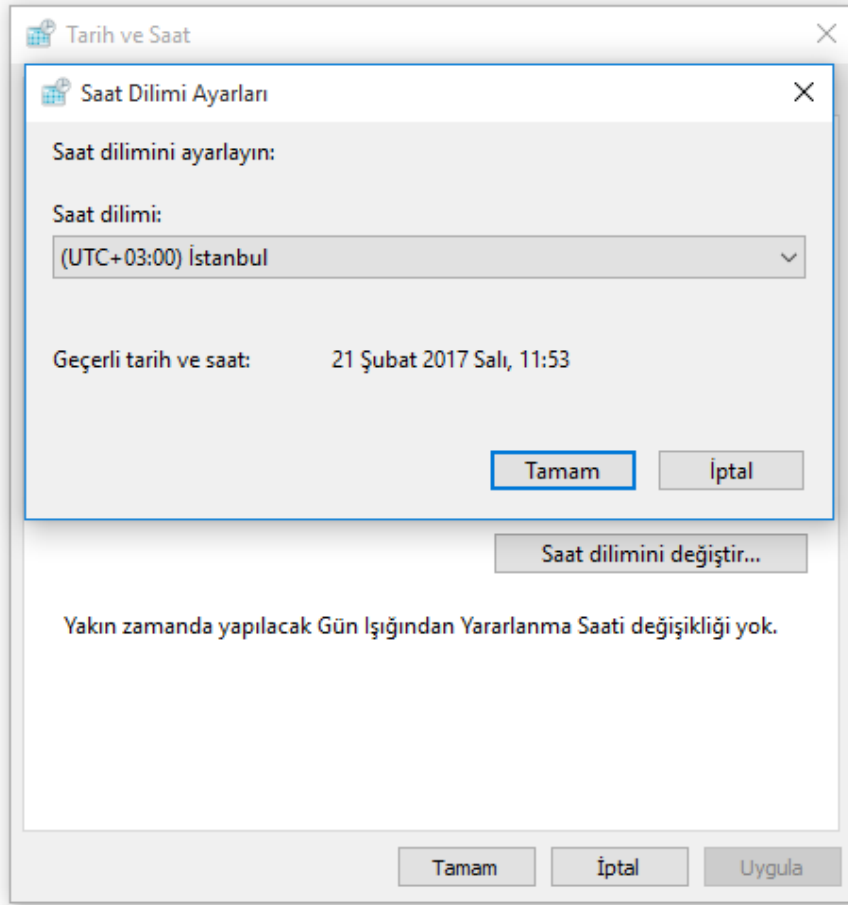 Tarih ve Saat
Saat Dilimi Ayarları
Saat dilimini ayarlayın:
Saat dilimi:
(UTC+03:00) İstanbul
Geçerli tarih ve saat: 21 Şubat 2017 Salı, 11:53
Tamam İptal
Saat dilimini değiştir...
Yakın zamanda yapılacak Gün Işığından Yararlanma Saati değişikliği yok.
Tamam İptal Uygula